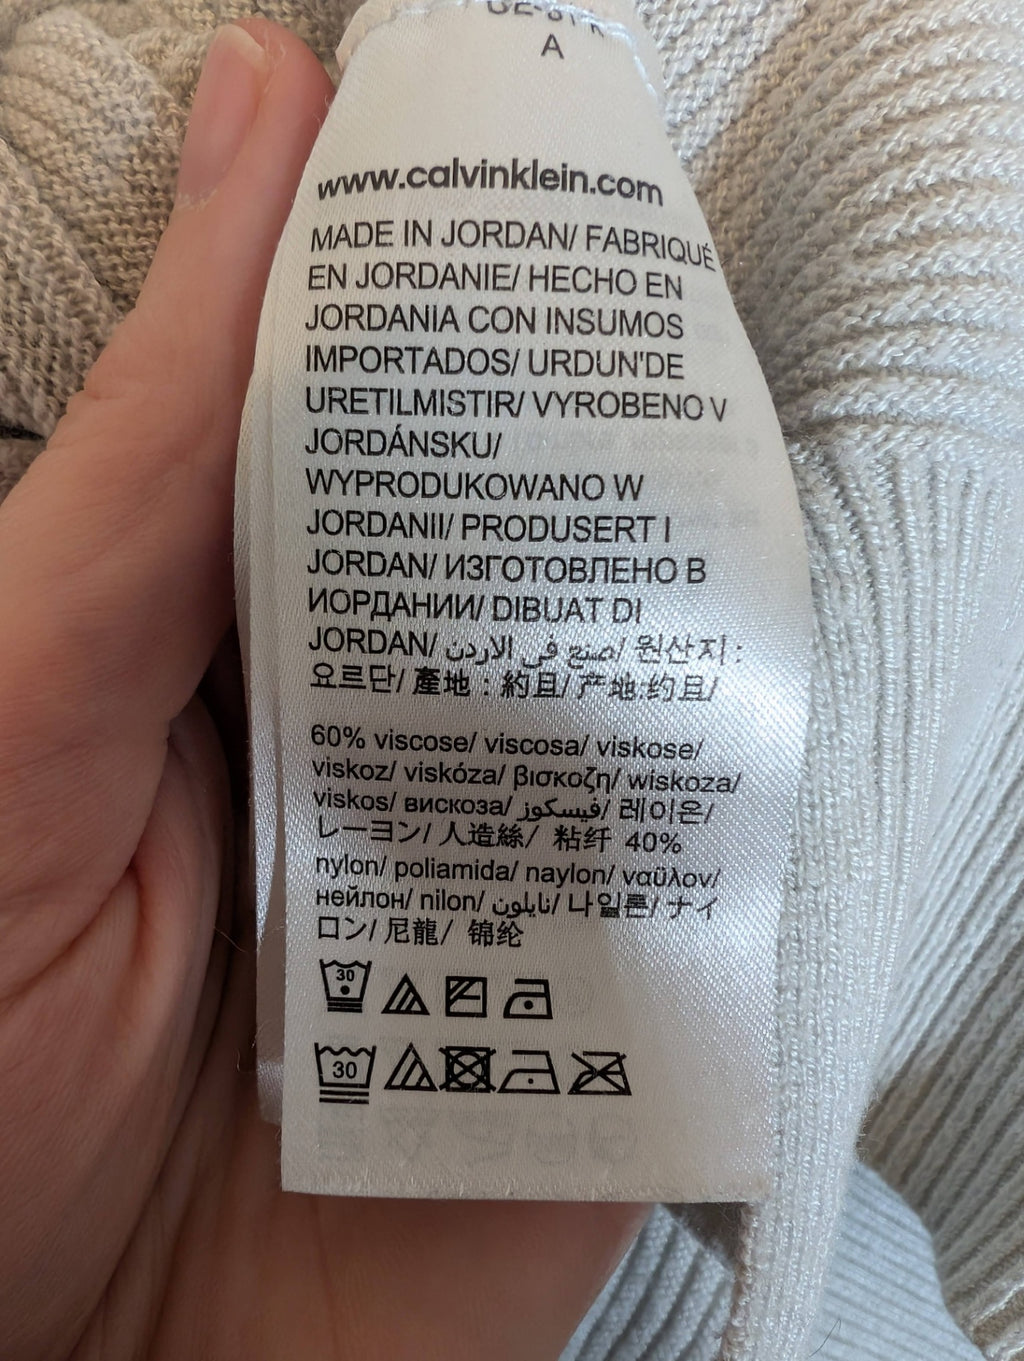 A
www.calvinklein.com
MADE IN JORDAN/ FABRIQUÉ
EN JORDANIE/ HECHO EN
JORDANIA CON INSUMOS
IMPORTADOS/ URDUN'DE
URETILMISTIR/ VYROBENO V
JORDÁNSKU/
WYPRODUKOWANO W
JORDANII/ PRODUSERT I
JORDAN/ ИЗГОТОВЛЕНО В
ИОРДАНИИ/ DIBUAT DI
JORDAN/ صنع في الاردن/ 원산지 :
요르단/ 產地 : 約旦/ 产地:约旦/
60% viscose/ viscosa/ viskose/
viskoz/ viskóza/ βισκοζη/ wiskoza/
viskos/ вискоза/ فيسكوز/ 레이온/
レーヨン/ 人造絲/ 粘纤 40%
nylon/ poliamida/ naylon/ ναϋλον/
нейлон/ nilon/ نايلون/ 나일론/ ナイ
ロン/ 尼龍/ 锦纶
30
30